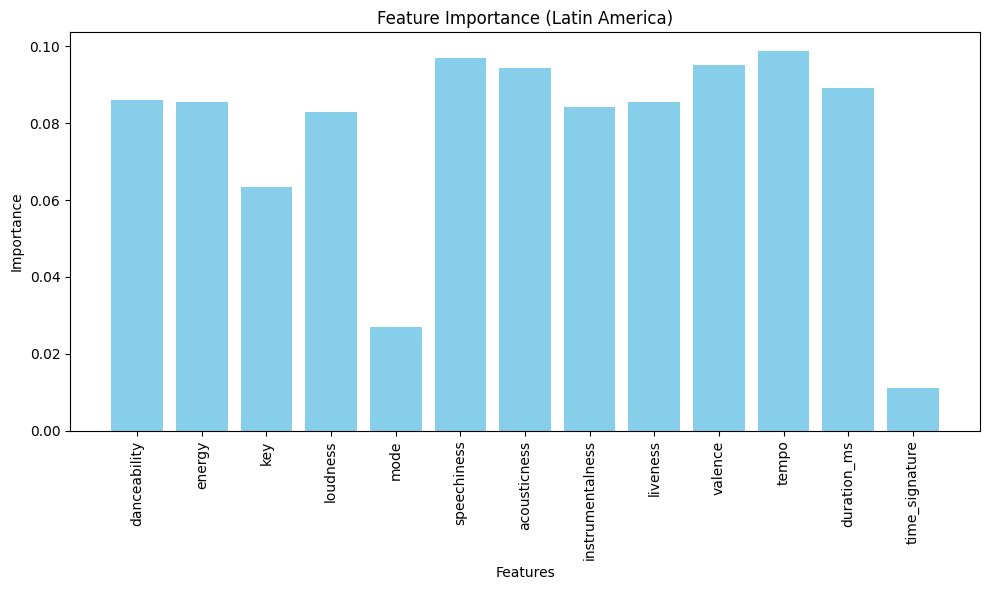 Feature Importance (Latin America)
0.10
0.08
0.06
0.04
0.02
0.00
Importance
danceability
energy
key
loudness
mode
speechiness
acousticness
instrumentalness
liveness
valence
tempo
duration_ms
time_signature
Features